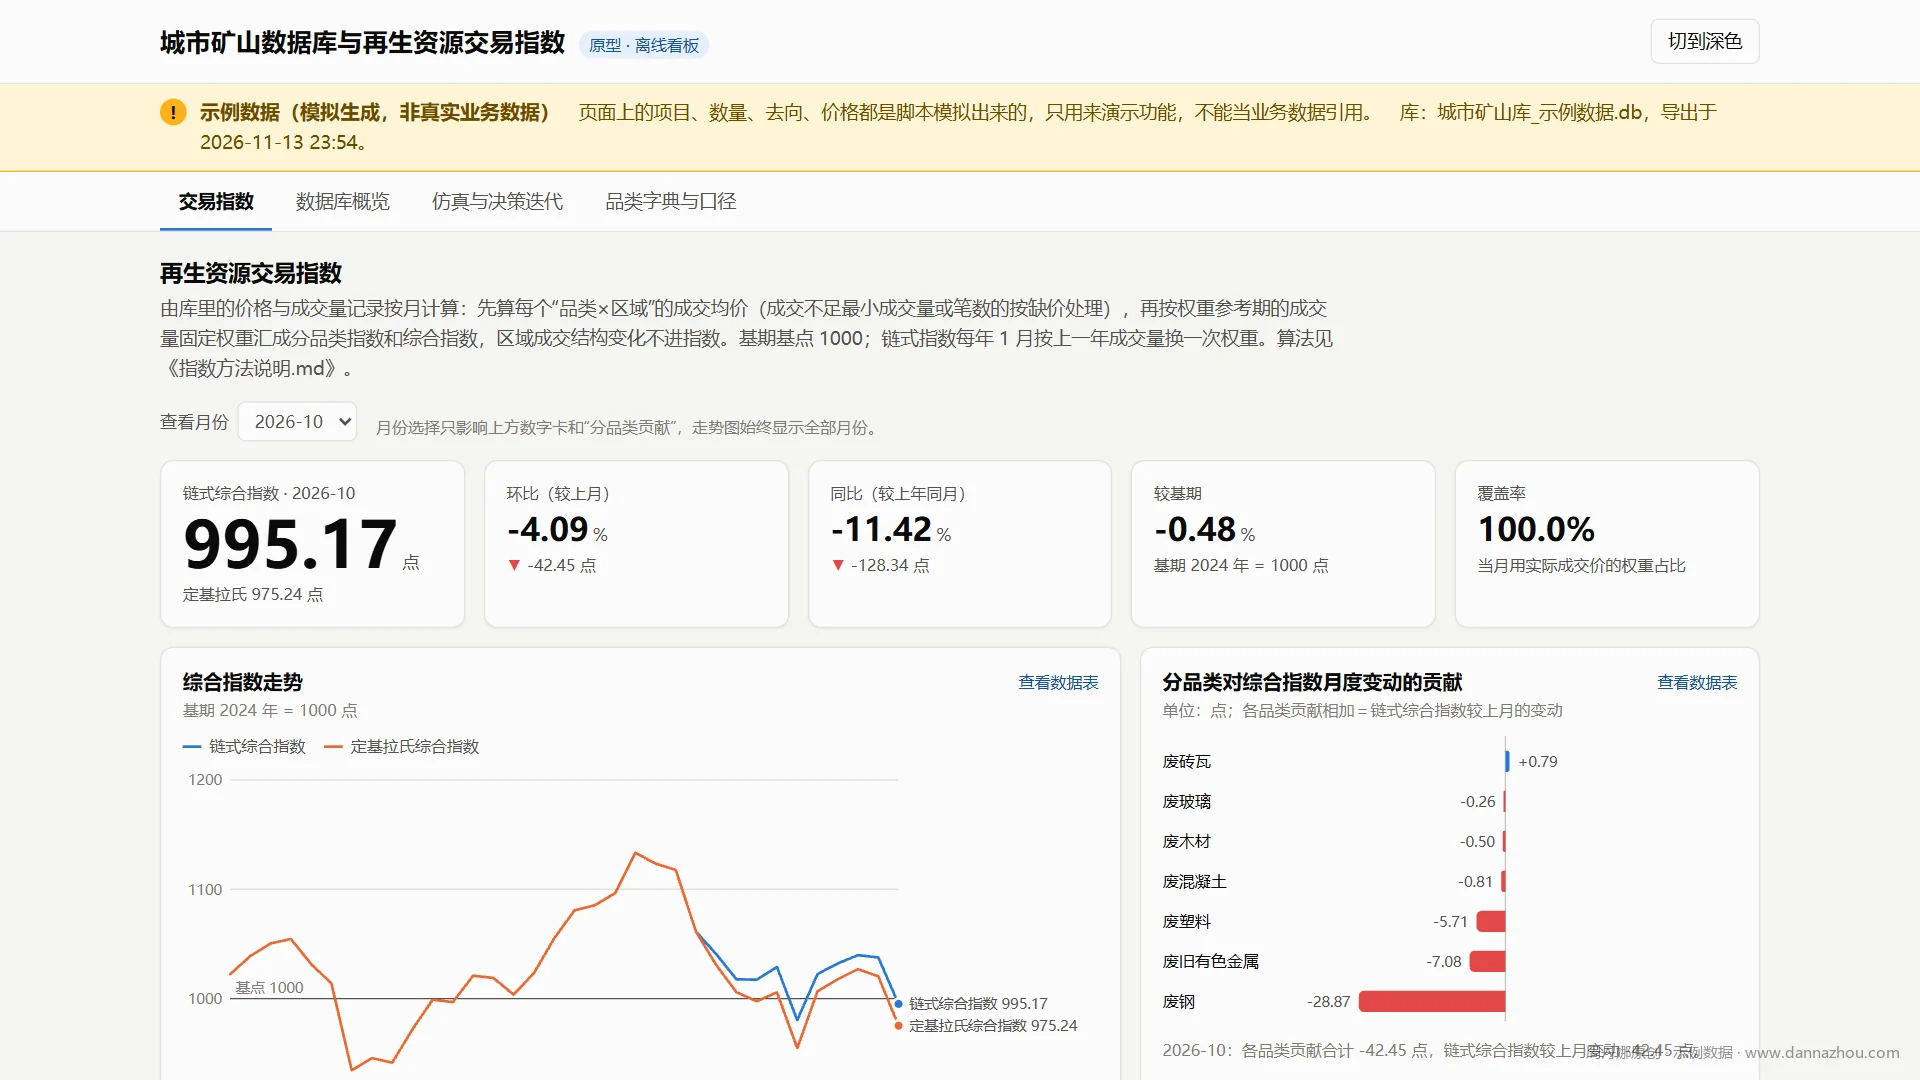 城市矿山数据库与再生资源交易指数
原型 · 离线看板
切到深色
! 示例数据（模拟生成，非真实业务数据） 页面上的项目、数量、去向、价格都是脚本模拟出来的，只用来演示功能，不能当业务数据引用。 库：城市矿山库_示例数据.db，导出于
2026-11-13 23:54。
交易指数 数据库概览 仿真与决策迭代 品类字典与口径
再生资源交易指数
由库里的价格与成交量记录按月计算：先算每个“品类×区域”的成交均价（成交不足最小成交量或笔数的按缺价处理），再按权重参考期的成交
量固定权重汇成分品类指数和综合指数，区域成交结构变化不进指数。基期基点 1000；链式指数每年 1 月按上一年成交量换一次权重。算法见
《指数方法说明.md》。
查看月份 2026-10 月份选择只影响上方数字卡和“分品类贡献”，走势图始终显示全部月份。
链式综合指数 · 2026-10
995.17 点
定基拉氏 975.24 点
环比（较上月）
-4.09 %
▼ -42.45 点
同比（较上年同月）
-11.42 %
▼ -128.34 点
较基期
-0.48 %
基期 2024 年 = 1000 点
覆盖率
100.0%
当月用实际成交价的权重占比
综合指数走势
查看数据表
基期 2024 年 = 1000 点
链式综合指数 定基拉氏综合指数
1200
1100
1000
基点 1000
链式综合指数 995.17
定基拉氏综合指数 975.24
分品类对综合指数月度变动的贡献
查看数据表
单位：点；各品类贡献相加＝链式综合指数较上月的变动
废砖瓦 +0.79
废玻璃 -0.26
废木材 -0.50
废混凝土 -0.81
废塑料 -5.71
废旧有色金属 -7.08
废钢 -28.87
2026-10：各品类贡献合计 -42.45 点，链式综合指数较上月变动 -42.45 点。
示例数据 · www.dannazhou.com